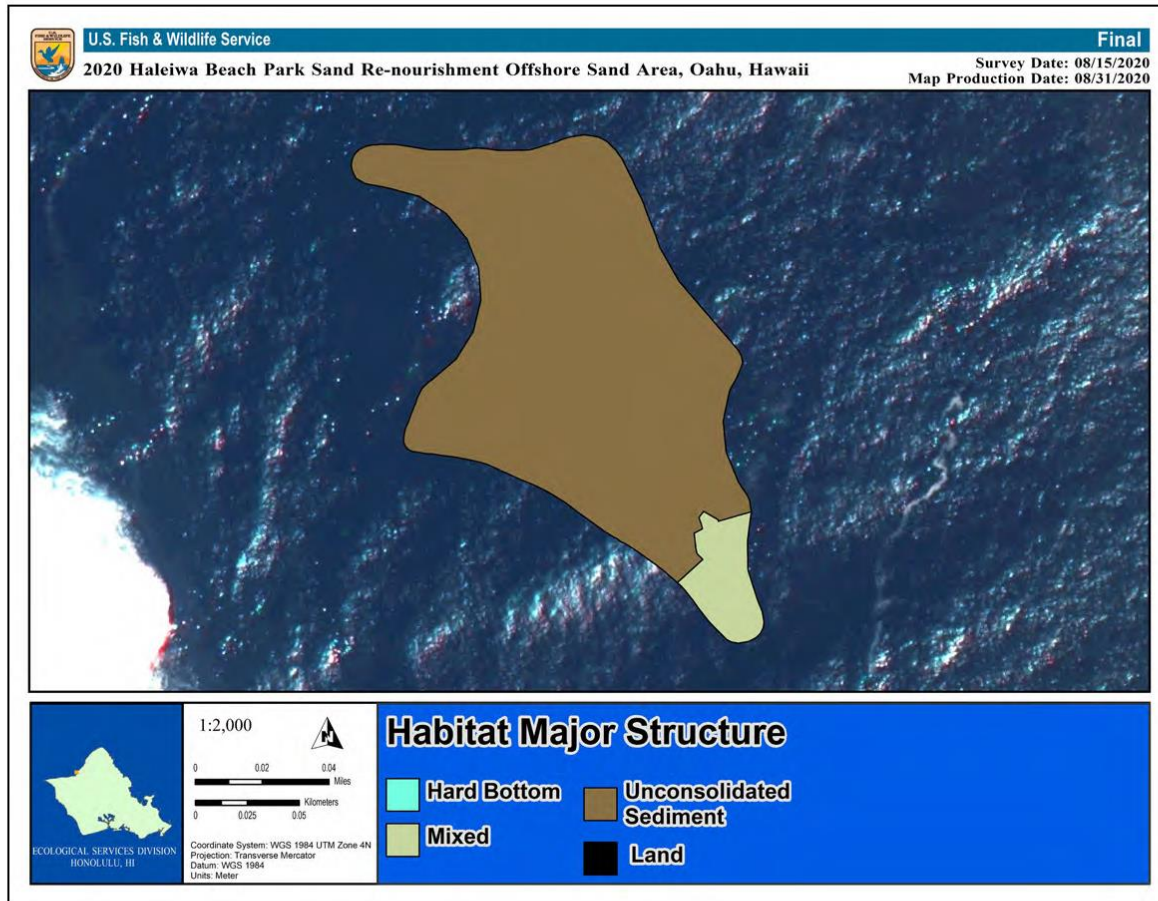 U.S. Fish & Wildlife Service
Final
2020 Haleiwa Beach Park Sand Re-nourishment Offshore Sand Area, Oahu, Hawaii
Survey Date: 08/15/2020
Map Production Date: 08/31/2020
ECOLOGICAL SERVICES DIVISION
HONOLULU, HI
1:2,000
N
0 0.02 0.04
Miles
Kilometers
0 0.025 0.05
Coordinate System: WGS 1984 UTM Zone 4N
Projection: Transverse Mercator
Datum: WGS 1984
Units: Meter
Habitat Major Structure
Hard Bottom
Mixed
Unconsolidated
Sediment
Land